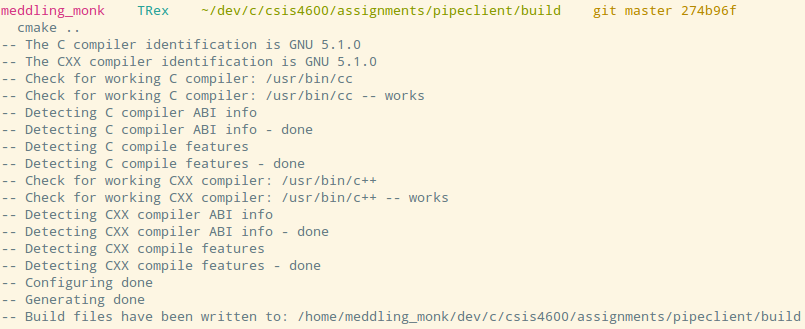 meddling_monk    TRex    ~/dev/c/csis4600/assignments/pipeclient/build    git master 274b96f
  cmake ..
-- The C compiler identification is GNU 5.1.0
-- The CXX compiler identification is GNU 5.1.0
-- Check for working C compiler: /usr/bin/cc
-- Check for working C compiler: /usr/bin/cc -- works
-- Detecting C compiler ABI info
-- Detecting C compiler ABI info - done
-- Detecting C compile features
-- Detecting C compile features - done
-- Check for working CXX compiler: /usr/bin/c++
-- Check for working CXX compiler: /usr/bin/c++ -- works
-- Detecting CXX compiler ABI info
-- Detecting CXX compiler ABI info - done
-- Detecting CXX compile features
-- Detecting CXX compile features - done
-- Configuring done
-- Generating done
-- Build files have been written to: /home/meddling_monk/dev/c/csis4600/assignments/pipeclient/build